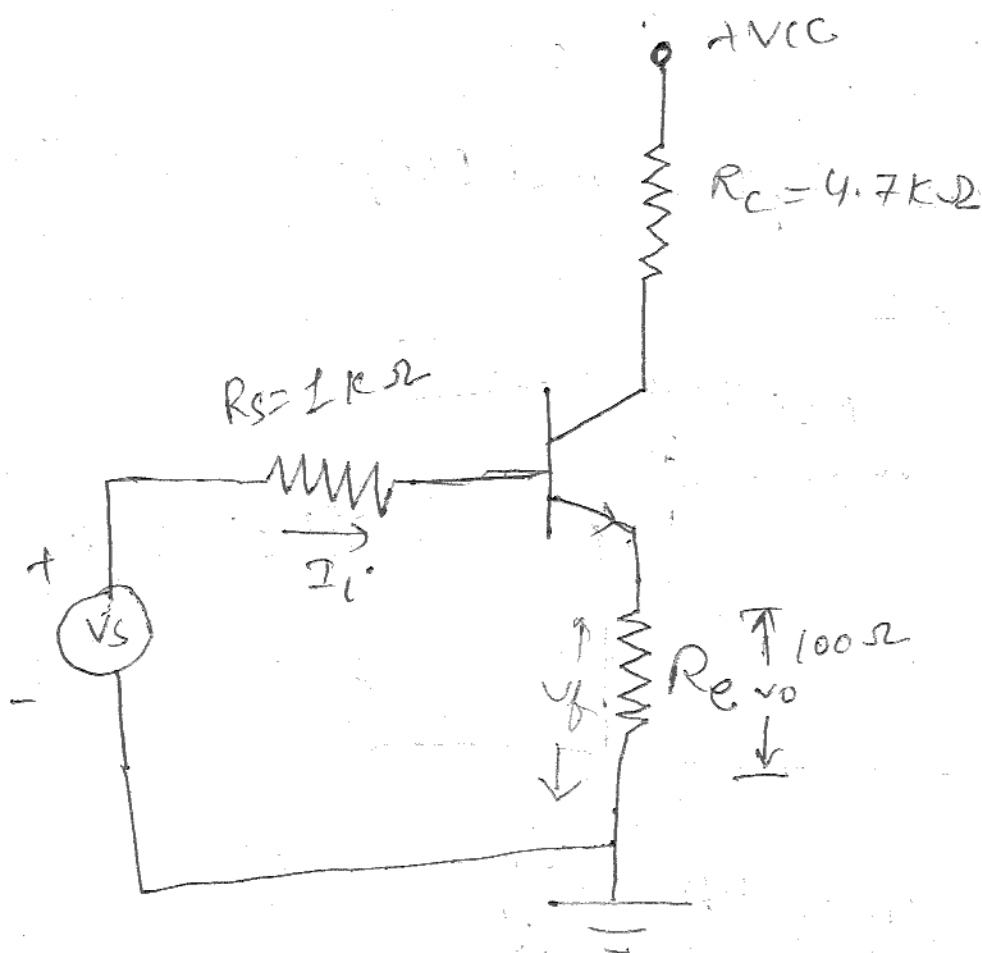 +VCC
Rc = 4.7KΩ
Rs = 1KΩ
Ii
+
Vs
-
Vf
Re
100Ω
Vo